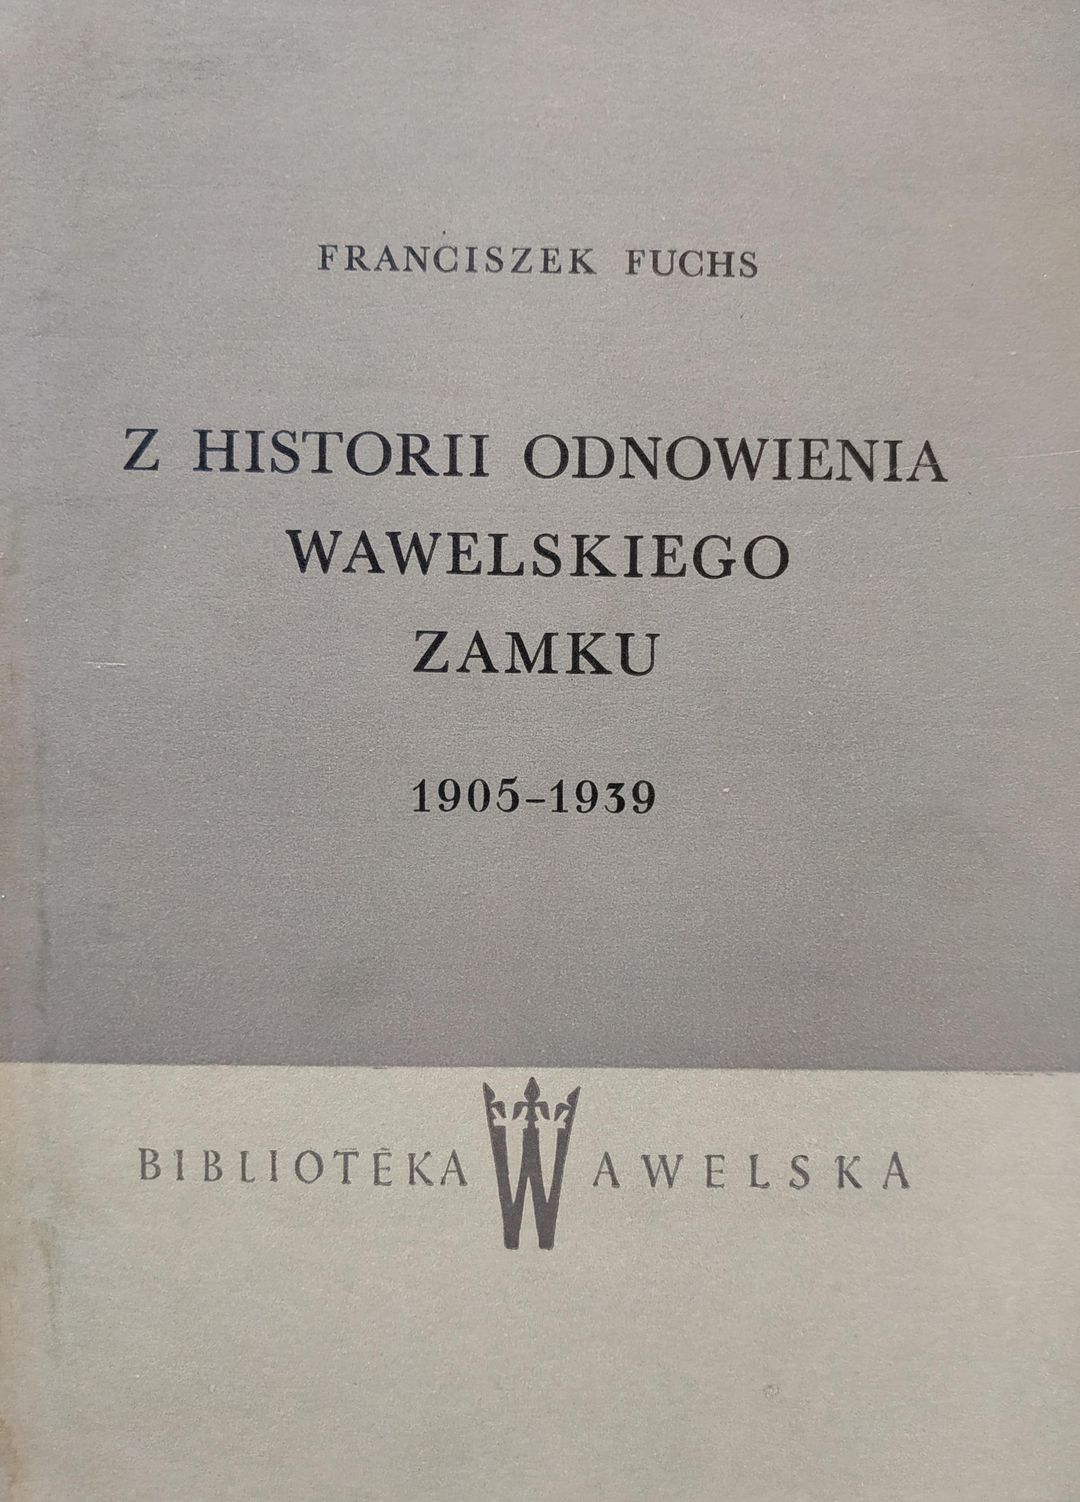 FRANCISZEK FUCHS
Z HISTORII ODNOWIENIA
WAWELSKIEGO
ZAMKU
1905-1939
BIBLIOTEKA WAWELSKA